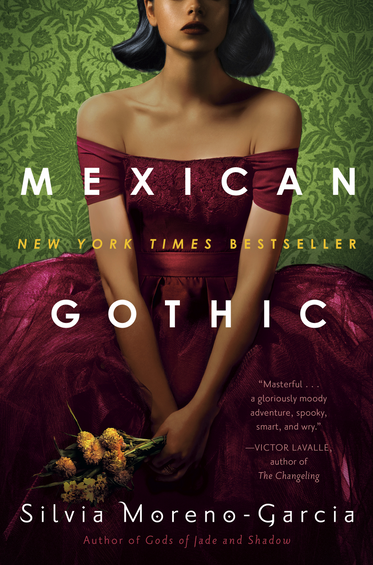 MEXICAN
NEW YORK TIMES BESTSELLER
GOTHIC
“Masterful . . .
a gloriously moody
adventure, spooky,
smart, and wry.”
—VICTOR LAVALLE,
author of
The Changeling
Silvia Moreno-Garcia
Author of Gods of Jade and Shadow